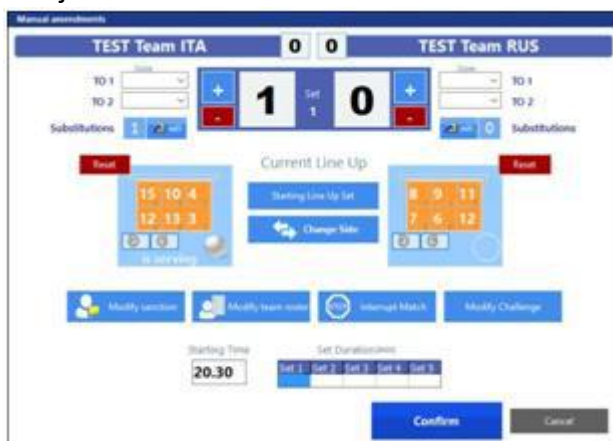 Manual amendments
TEST Team ITA 0 0 TEST Team RUS
TO 1 + 1 Set 0 + TO 1
TO 2 - 1 - TO 2
Substitutions 1 0 Substitutions
Reset Current Line Up Reset
15 10 4 Starting Line Up Set 8 9 11
12 13 3 Change Side 7 6 12
is serving
Modify sanction Modify team roster STOP Interrupt Match Modify Challenge
Starting Time Set Duration
20.30 Set 1 Set 2 Set 3 Set 4 Set 5
Confirm Cancel